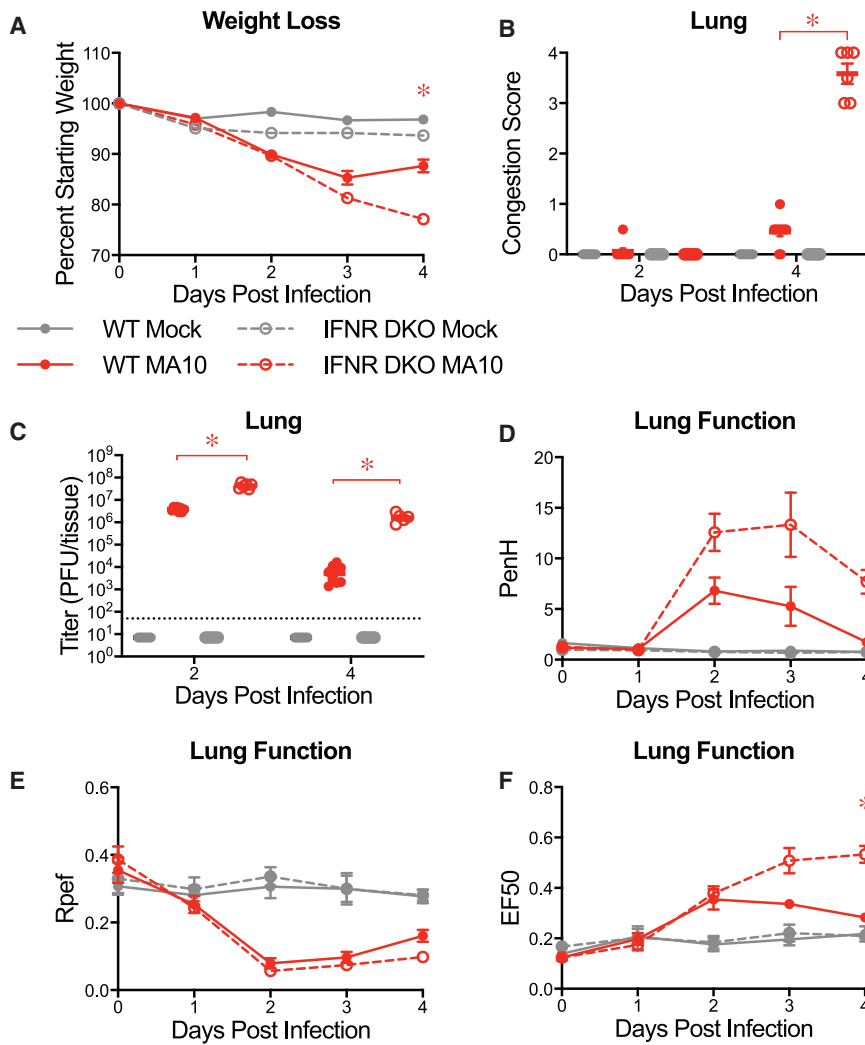 A
Weight Loss
Percent Starting Weight
110
100
90
80
70
*
0 1 2 3 4
Days Post Infection
B
Lung
Congestion Score
4
3
2
1
0
*
2 4
Days Post Infection
WT Mock
IFNR DKO Mock
WT MA10
IFNR DKO MA10
C
Lung
Titer (PFU/tissue)
10⁹
10⁸
10⁷
10⁶
10⁵
10⁴
10³
10²
10¹
10⁰
*
*
2 4
Days Post Infection
D
Lung Function
PenH
20
15
10
5
0
0 1 2 3 4
Days Post Infection
E
Lung Function
Rpef
0.6
0.4
0.2
0.0
0 1 2 3 4
Days Post Infection
F
Lung Function
EF50
0.8
0.6
0.4
0.2
0.0
*
0 1 2 3 4
Days Post Infection